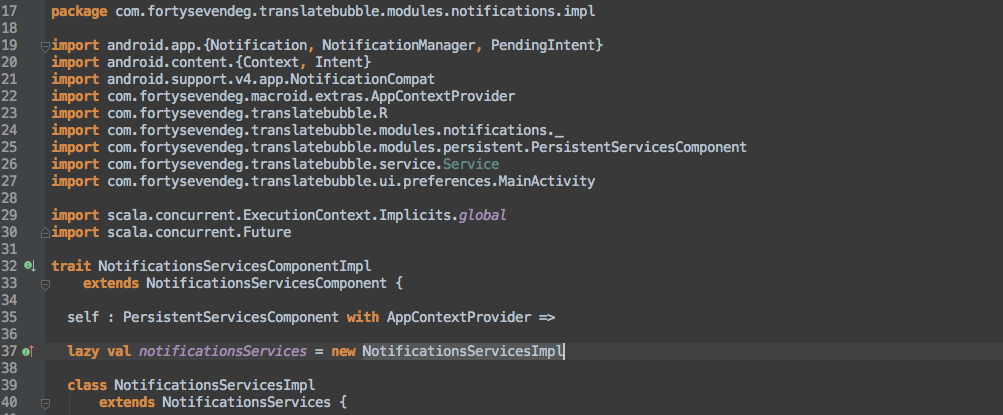 17 package com.fortysevendeg.translatebubble.modules.notifications.impl
18
19 import android.app.{Notification, NotificationManager, PendingIntent}
20 import android.content.{Context, Intent}
21 import android.support.v4.app.NotificationCompat
22 import com.fortysevendeg.macroid.extras.AppContextProvider
23 import com.fortysevendeg.translatebubble.R
24 import com.fortysevendeg.translatebubble.modules.notifications._
25 import com.fortysevendeg.translatebubble.modules.persistent.PersistentServicesComponent
26 import com.fortysevendeg.translatebubble.service.Service
27 import com.fortysevendeg.translatebubble.ui.preferences.MainActivity
28
29 import scala.concurrent.ExecutionContext.Implicits.global
30 import scala.concurrent.Future
31
32 trait NotificationsServicesComponentImpl
33     extends NotificationsServicesComponent {
34
35   self : PersistentServicesComponent with AppContextProvider =>
36
37   lazy val notificationsServices = new NotificationsServicesImpl
38
39   class NotificationsServicesImpl
40       extends NotificationsServices {